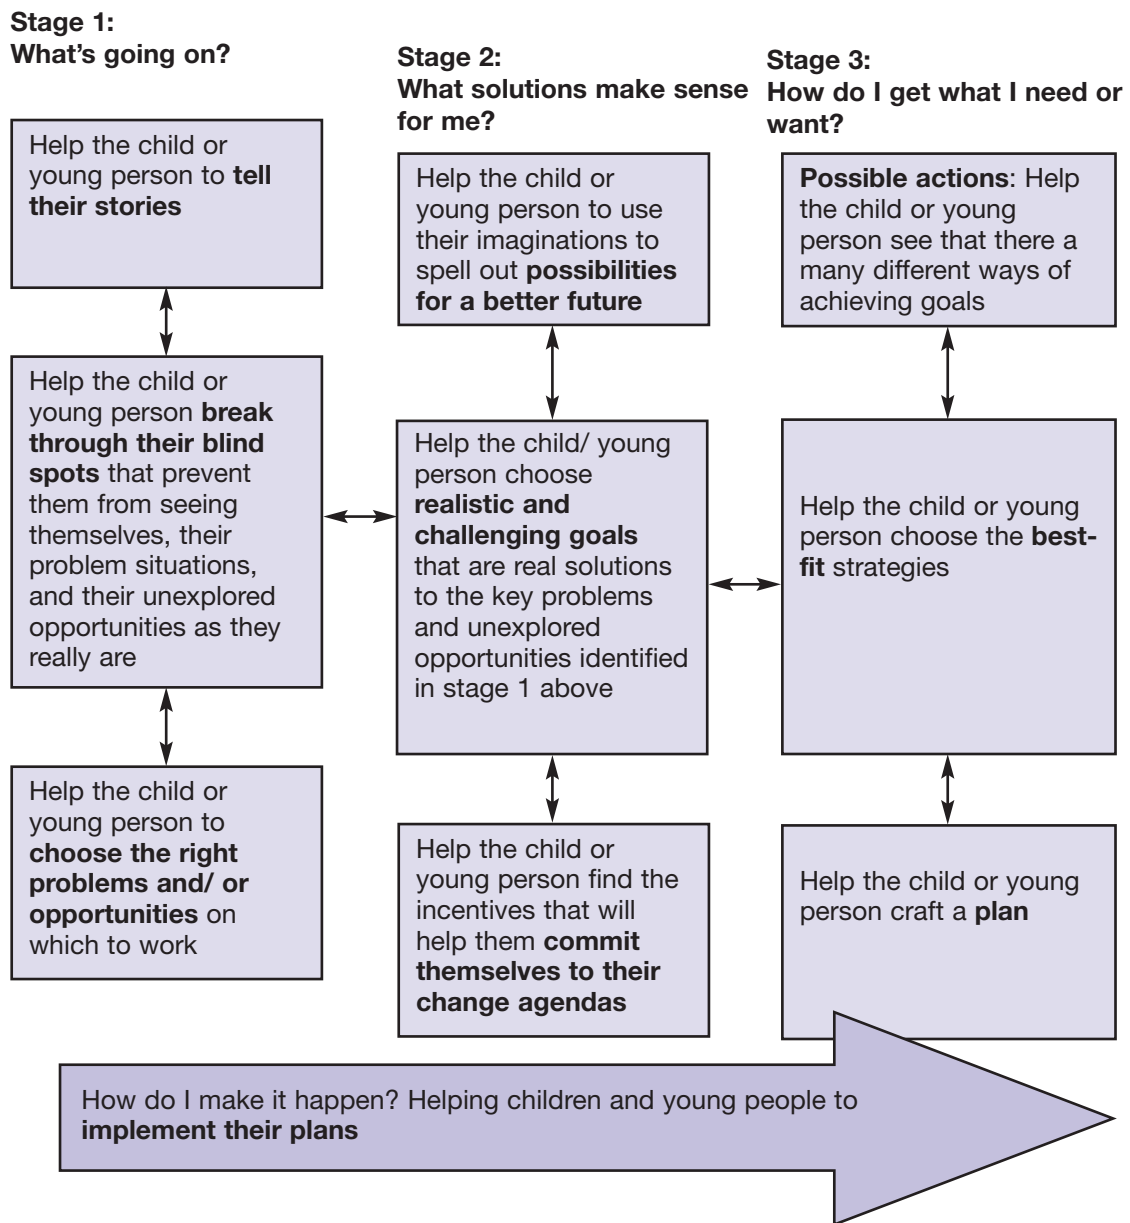 Stage 1:
What's going on?
Help the child or
young person to tell
their stories
Help the child or
young person break
through their blind
spots that prevent
them from seeing
themselves, their
problem situations,
and their unexplored
opportunities as they
really are
Help the child or
young person to
choose the right
problems and/ or
opportunities on
which to work
Stage 2:
What solutions make sense
for me?
Help the child or
young person to use
their imaginations to
spell out possibilities
for a better future
Help the child/ young
person choose
realistic and
challenging goals
that are real solutions
to the key problems
and unexplored
opportunities identified
in stage 1 above
Help the child or
young person find the
incentives that will
help them commit
themselves to their
change agendas
Stage 3:
How do I get what I need or
want?
Possible actions: Help
the child or young
person see that there a
many different ways of
achieving goals
Help the child or young
person choose the best-
fit strategies
Help the child or young
person craft a plan
How do I make it happen? Helping children and young people to
implement their plans